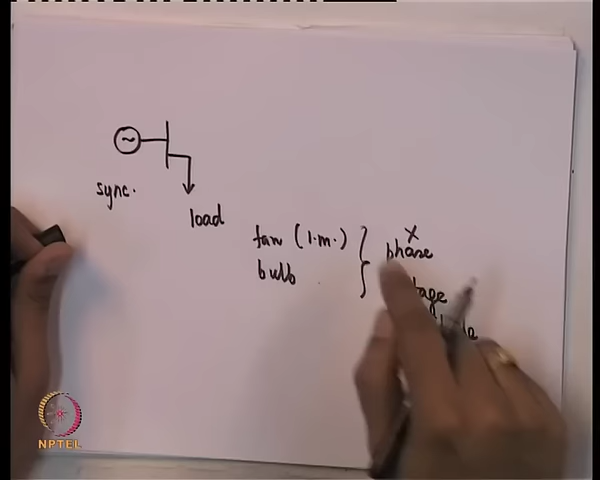 ~
sync.
load
fan (I.m.) } phase x
bulb
NPTEL